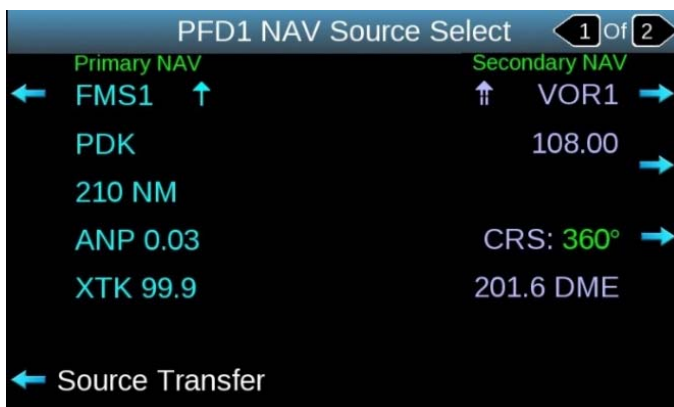 PFD1 NAV Source Select 1 Of 2
Primary NAV Secondary NAV
FMS1 VOR1
PDK 108.00
210 NM
ANP 0.03 CRS: 360°
XTK 99.9 201.6 DME
Source Transfer